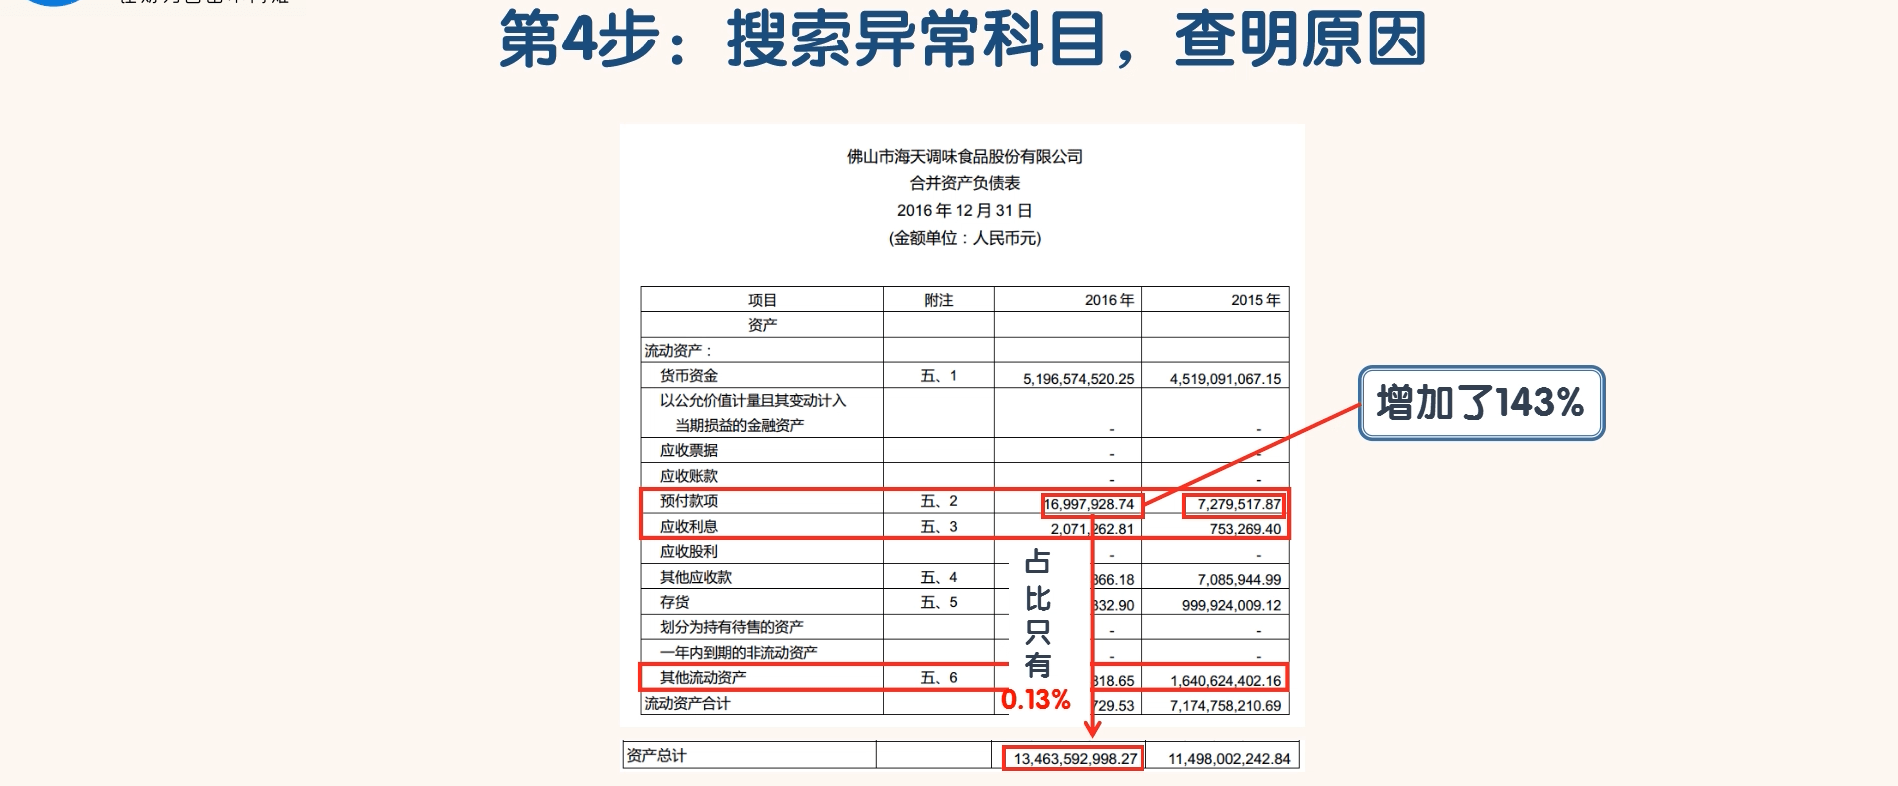 第4步：搜索异常科目，查明原因
佛山市海天调味食品股份有限公司
合并资产负债表
2016 年 12 月 31 日
(金额单位：人民币元)
项目 附注 2016 年 2015 年
资产
流动资产：
货币资金 五、1 5,196,574,520.25 4,519,091,067.15
以公允价值计量且其变动计入
当期损益的金融资产 - -
应收票据 - -
应收账款 - -
预付款项 五、2 16,997,928.74 7,279,517.87
应收利息 五、3 2,071,262.81 753,269.40
应收股利 - -
其他应收款 五、4 366.18 7,085,944.99
存货 五、5 332.90 999,924,009.12
划分为持有待售的资产 - -
一年内到期的非流动资产 - -
其他流动资产 五、6 318.65 1,640,624,402.16
流动资产合计 729.53 7,174,758,210.69
资产总计 13,463,592,998.27 11,498,002,242.84
增加了143%
占
比
只
有
0.13%